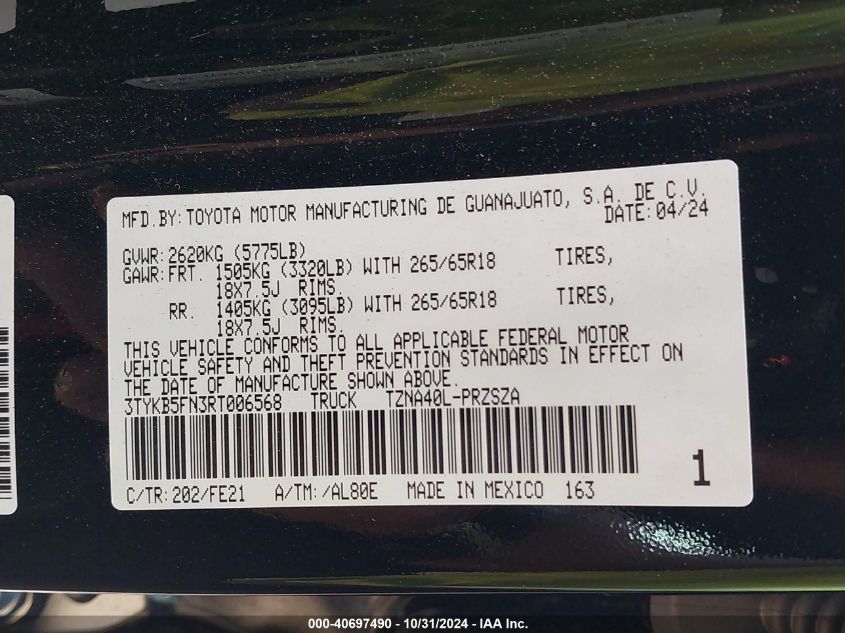 MFD.BY:TOYOTA MOTOR MANUFACTURING DE GUANAJUATO, S.A. DE C.V.
DATE:04/24
GVWR:2620KG (5775LB)
GAWR:FRT. 1505KG (3320LB) WITH 265/65R18 TIRES,
18X7.5J RIMS.
RR. 1405KG (3095LB) WITH 265/65R18 TIRES,
18X7.5J RIMS.
THIS VEHICLE CONFORMS TO ALL APPLICABLE FEDERAL MOTOR
VEHICLE SAFETY AND THEFT PREVENTION STANDARDS IN EFFECT ON
THE DATE OF MANUFACTURE SHOWN ABOVE.
3TYKB5FN3RT006568 TRUCK TZNA40L-PRZSZA
C/TR:202/FE21 A/TM:/AL80E MADE IN MEXICO 163
1
000-40697490 - 10/31/2024 - IAA Inc.